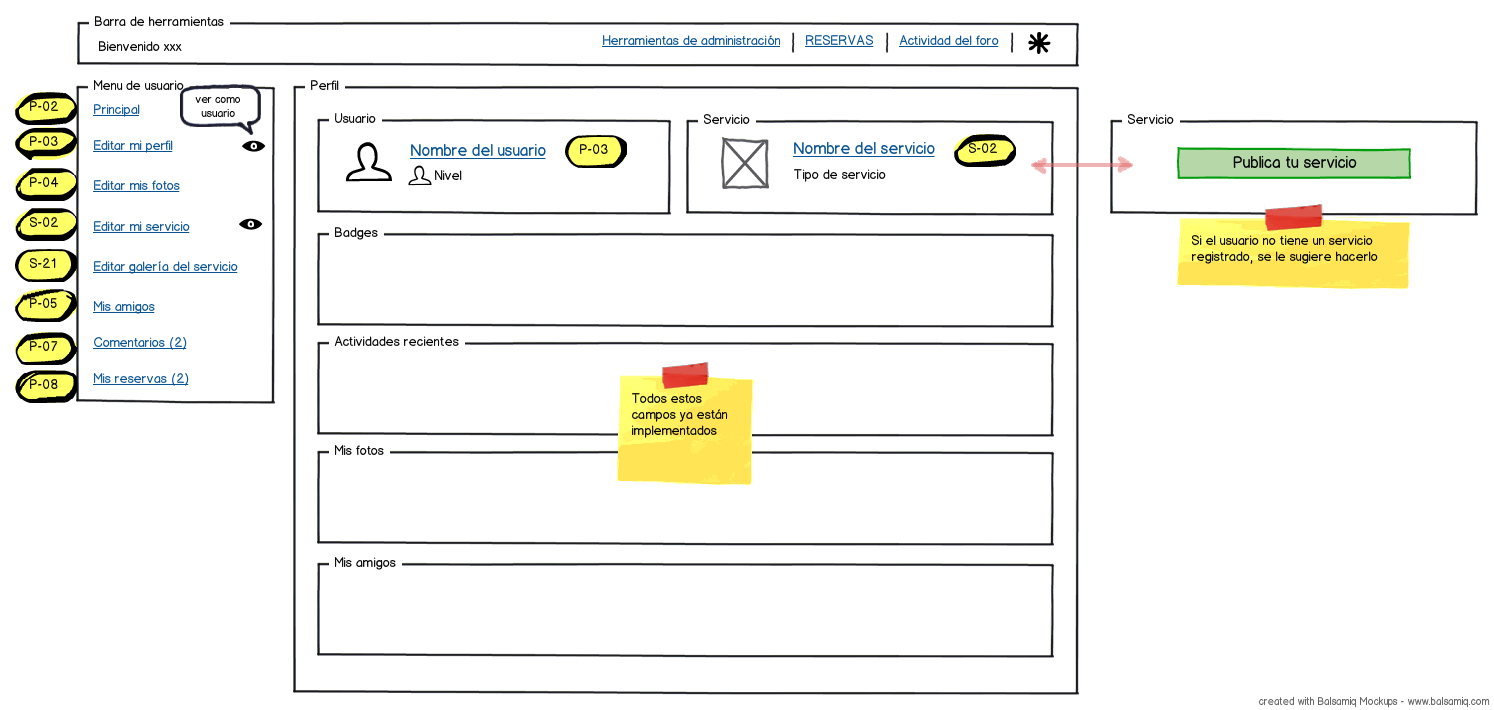 Barra de herramientas
Bienvenido xxx
Herramientas de administración | RESERVAS | Actividad del foro |
Menu de usuario
ver como
usuario
P-02 Principal
P-03 Editar mi perfil
P-04 Editar mis fotos
S-02 Editar mi servicio
S-21 Editar galería del servicio
P-05 Mis amigos
P-07 Comentarios (2)
P-08 Mis reservas (2)
Perfil
Usuario
Nombre del usuario P-03
Nivel
Servicio
Nombre del servicio S-02
Tipo de servicio
Servicio
Publica tu servicio
Si el usuario no tiene un servicio
registrado, se le sugiere hacerlo
Badges
Actividades recientes
Todos estos
campos ya están
implementados
Mis fotos
Mis amigos
created with Balsamiq Mockups - www.balsamiq.com